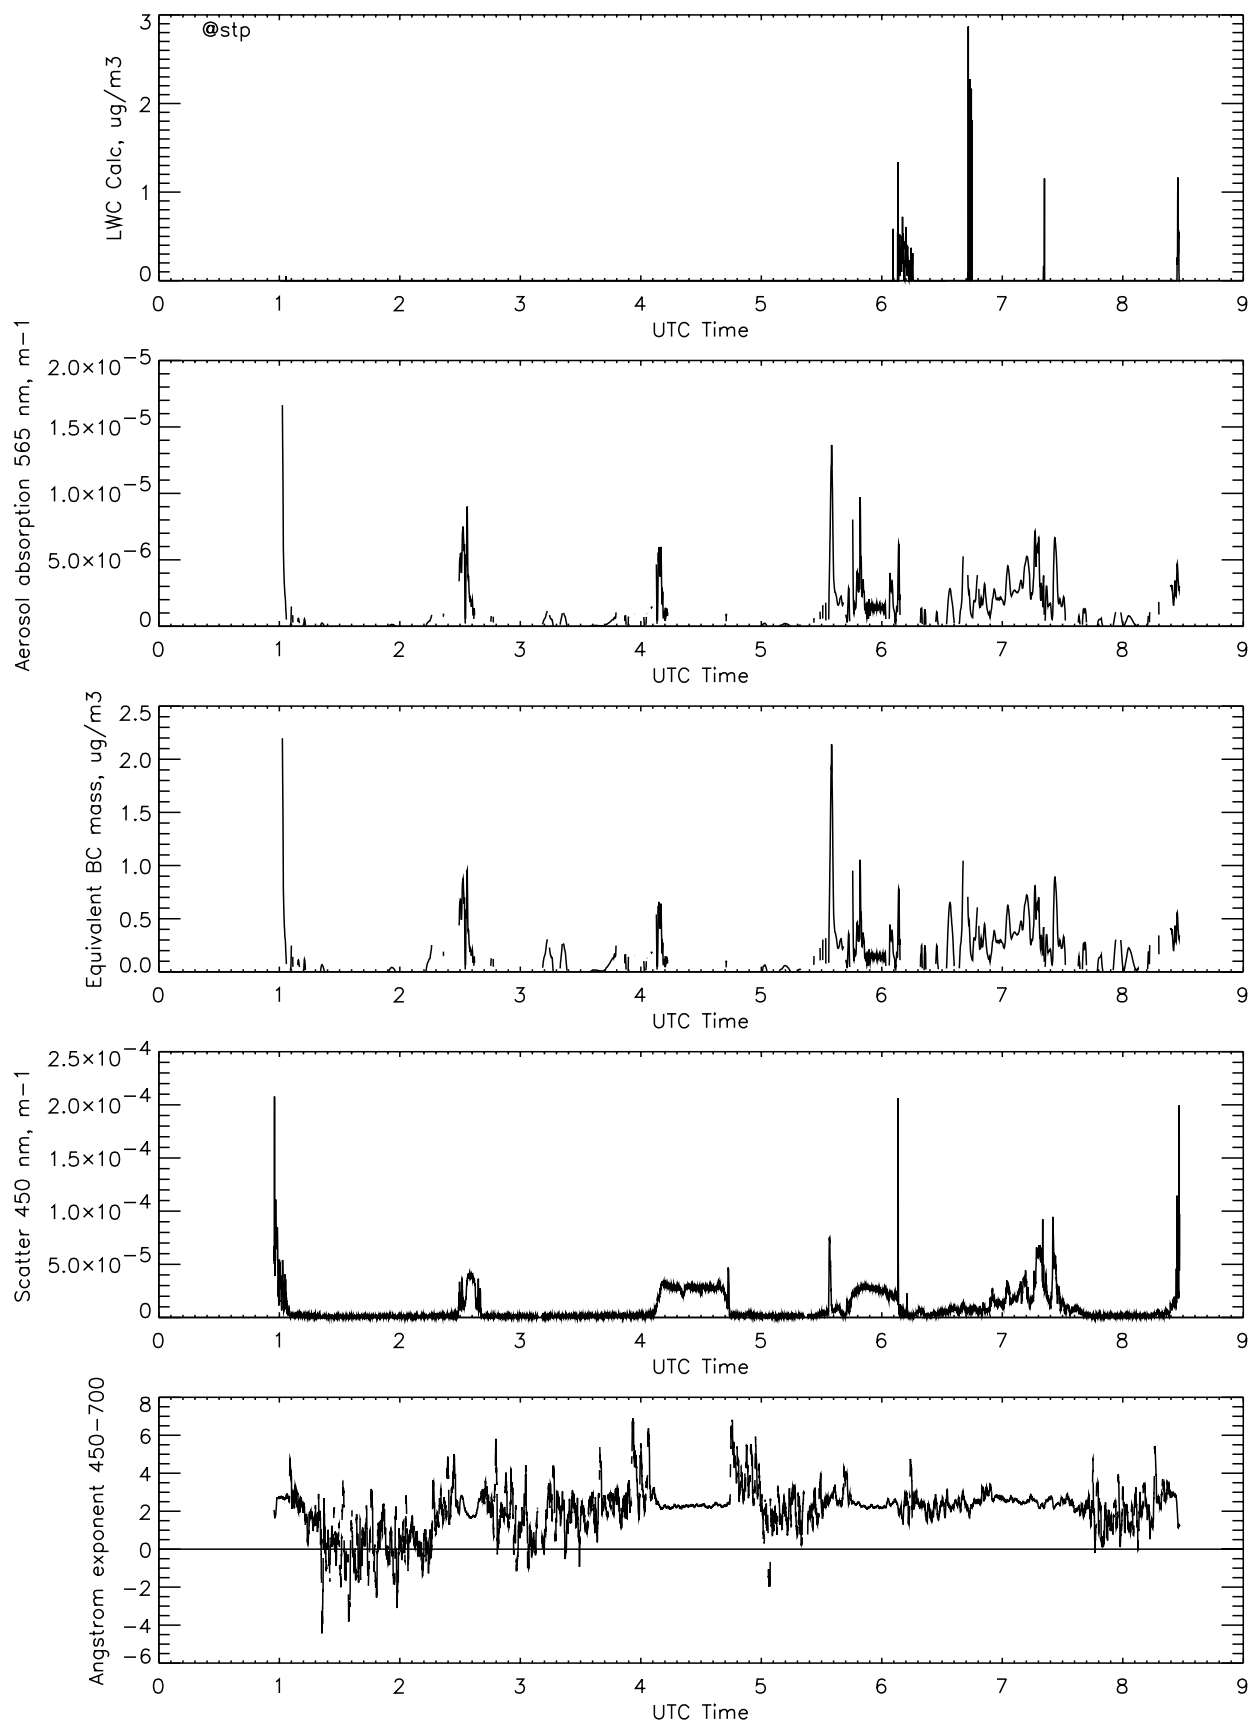 @stp
LWC Calc, ug/m3
3
2
1
0
0 1 2 3 4 5 6 7 8 9
UTC Time
Aerosol absorption 565 nm, m−1
2.0×10−5
1.5×10−5
1.0×10−5
5.0×10−6
0
0 1 2 3 4 5 6 7 8 9
UTC Time
Equivalent BC mass, ug/m3
2.5
2.0
1.5
1.0
0.5
0.0
0 1 2 3 4 5 6 7 8 9
UTC Time
Scatter 450 nm, m−1
2.5×10−4
2.0×10−4
1.5×10−4
1.0×10−4
5.0×10−5
0
0 1 2 3 4 5 6 7 8 9
UTC Time
Angstrom exponent 450−700
8
6
4
2
0
−2
−4
−6
0 1 2 3 4 5 6 7 8 9
UTC Time